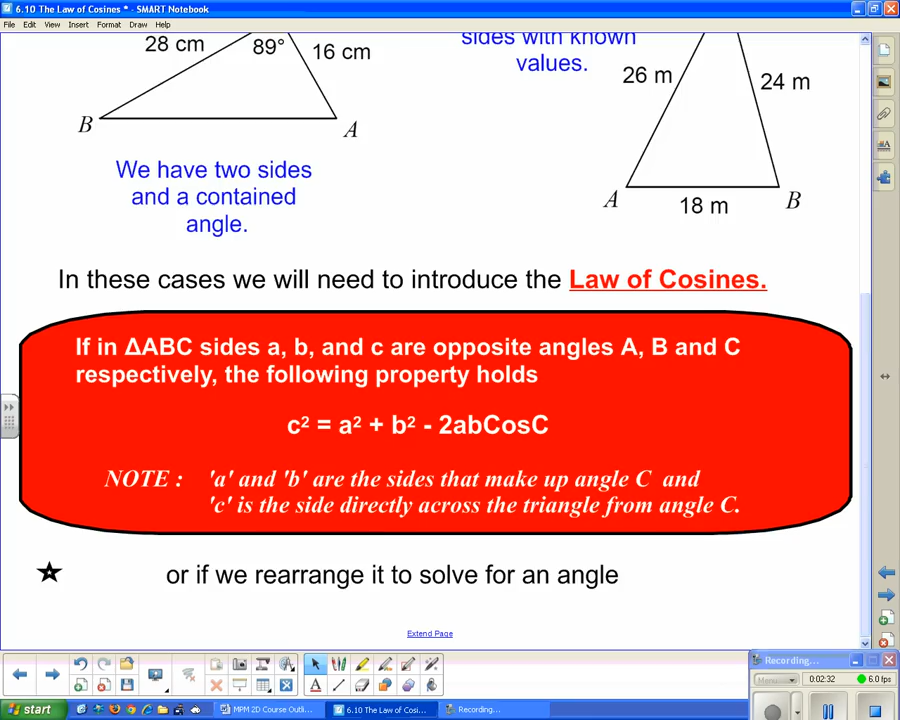 6.10 The Law of Cosines * - SMART Notebook
File Edit View Insert Format Draw Help
28 cm
89°
16 cm
B
A
We have two sides
and a contained
angle.
sides with known
values.
26 m
24 m
A
18 m
B
In these cases we will need to introduce the Law of Cosines.
If in ΔABC sides a, b, and c are opposite angles A, B and C
respectively, the following property holds
c² = a² + b² - 2abCosC
NOTE : 'a' and 'b' are the sides that make up angle C and
'c' is the side directly across the triangle from angle C.
or if we rearrange it to solve for an angle
Extend Page
Recording...
Menu
0:02:32
6.0 fps
start
MPM 2D Course Outli...
6.10 The Law of Cosi...
Recording...